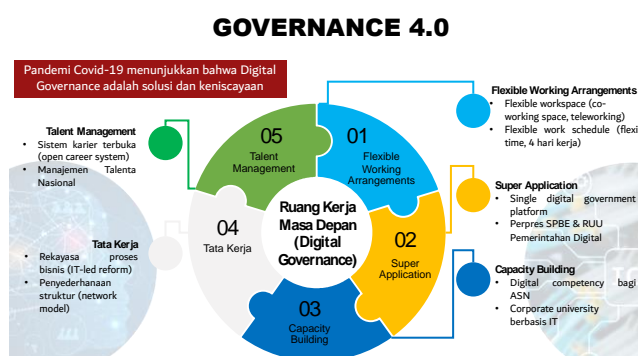 GOVERNANCE 4.0
Pandemi Covid-19 menunjukkan bahwa Digital
Governance adalah solusi dan keniscayaan
Talent Management
• Sistem karier terbuka
(open career system)
• Manajemen Talenta
Nasional
Tata Kerja
• Rekayasa proses
bisnis (IT-led reform)
• Penyederhanaan
struktur (network
model)
05
Talent
Management
01
Flexible
Working
Arrangements
04
Tata Kerja
Ruang Kerja
Masa Depan
(Digital
Governance)
02
Super
Application
03
Capacity
Building
Flexible Working Arrangements
• Flexible workspace (co-
working space, teleworking)
• Flexible work schedule (flexi
time, 4 hari kerja)
Super Application
• Single digital government
platform
• Perpres SPBE & RUU
Pemerintahan Digital
Capacity Building
• Digital competency bagi
ASN
• Corporate university
berbasis IT